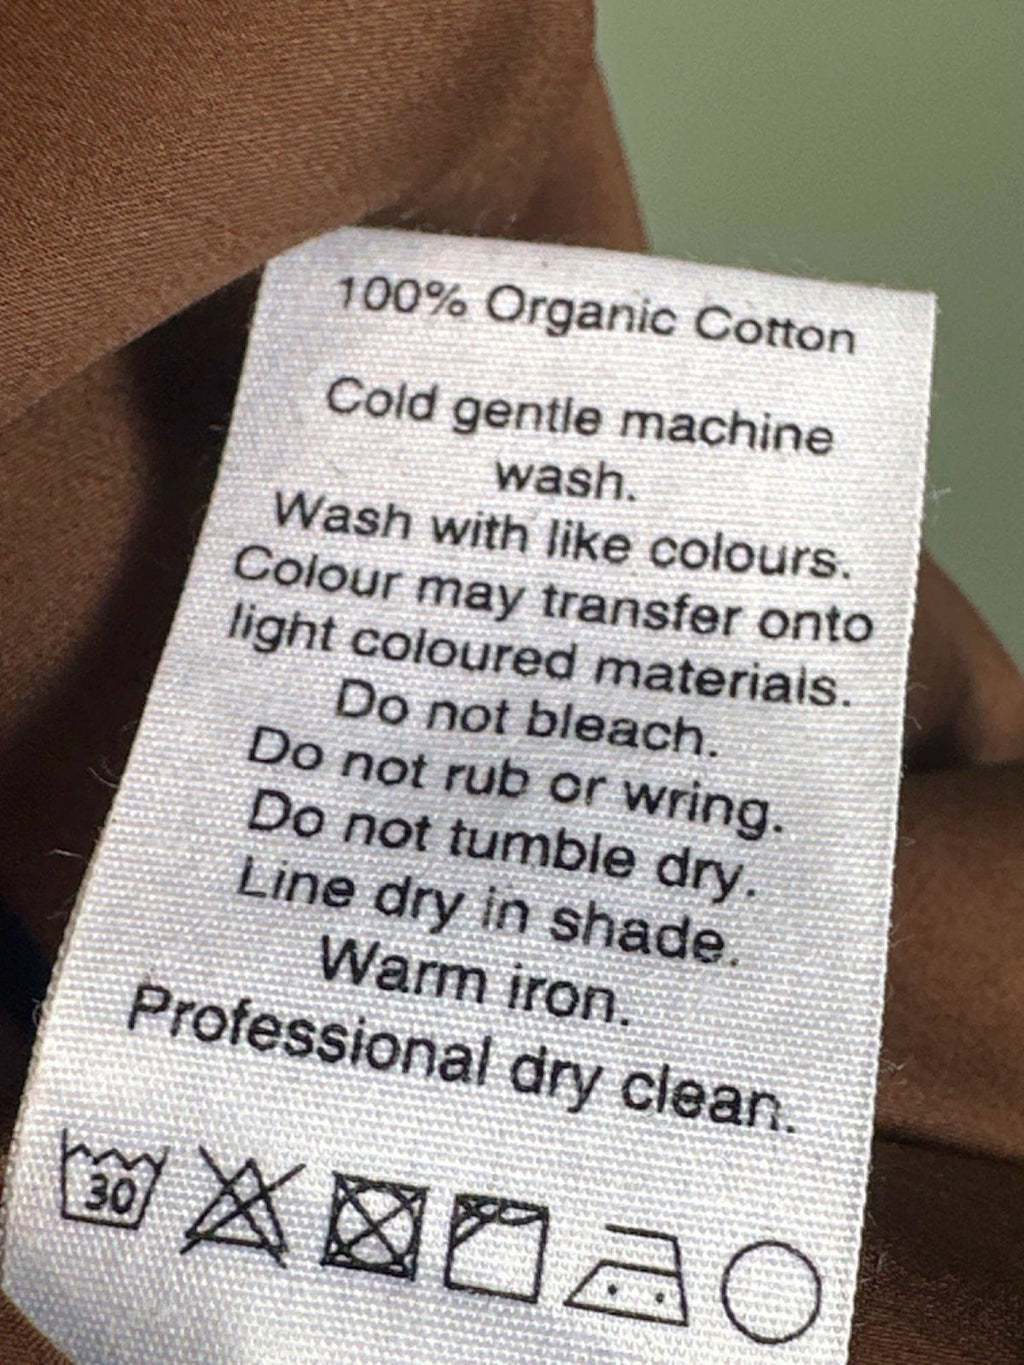 100% Organic Cotton
Cold gentle machine
wash.
Wash with like colours.
Colour may transfer onto
light coloured materials.
Do not bleach.
Do not rub or wring.
Do not tumble dry.
Line dry in shade.
Warm iron.
Professional dry clean.
30